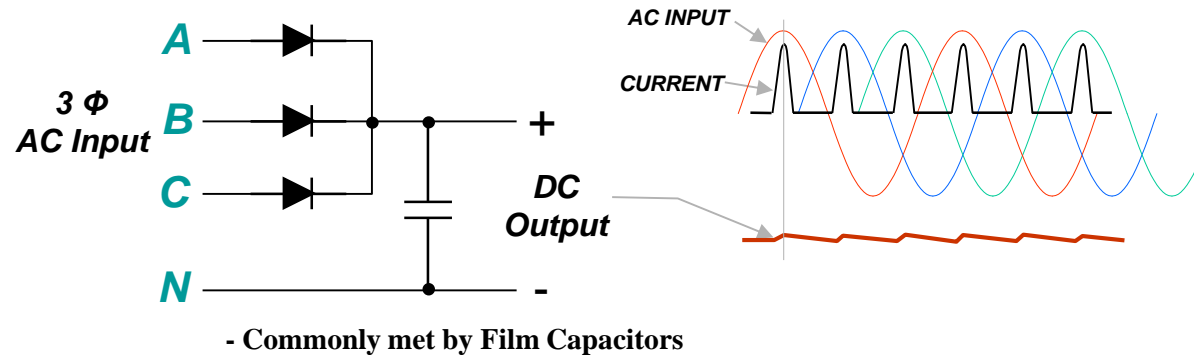 A
B
C
N
3 Φ
AC Input
+
-
DC
Output
AC INPUT
CURRENT
- Commonly met by Film Capacitors